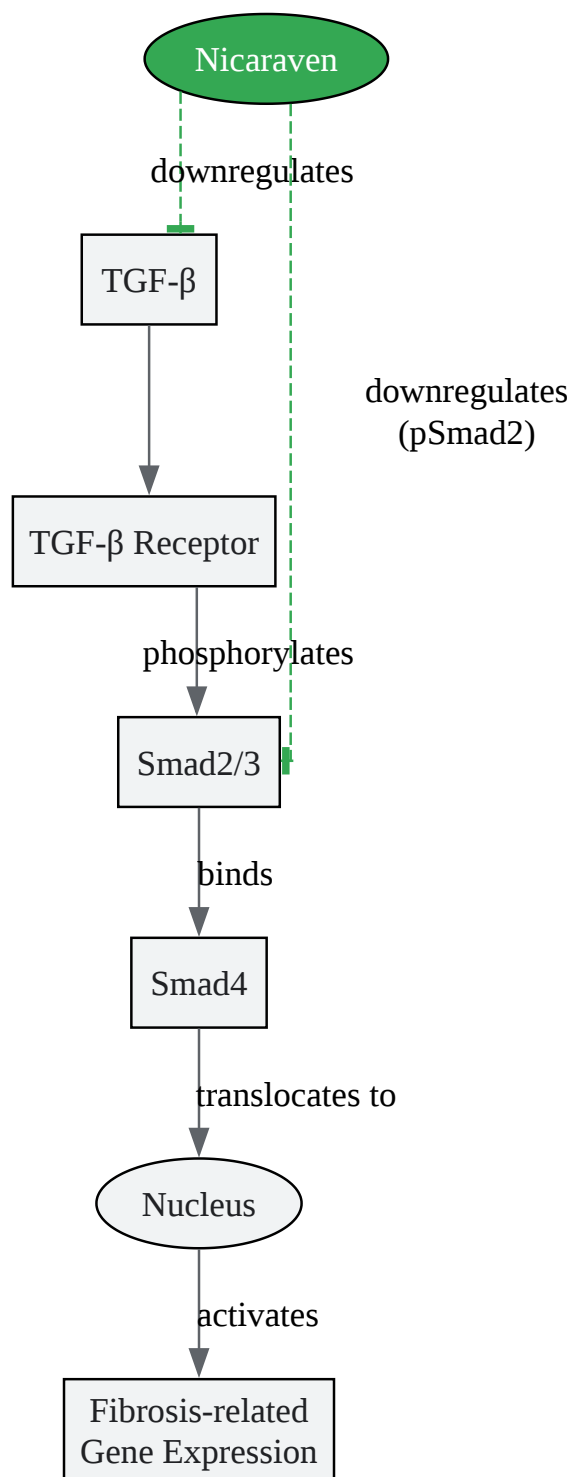 Nicaraven
downregulates
TGF-β
downregulates
(pSmad2)
TGF-β Receptor
phosphorylates
Smad2/3
binds
Smad4
translocates to
Nucleus
activates
Fibrosis-related
Gene Expression